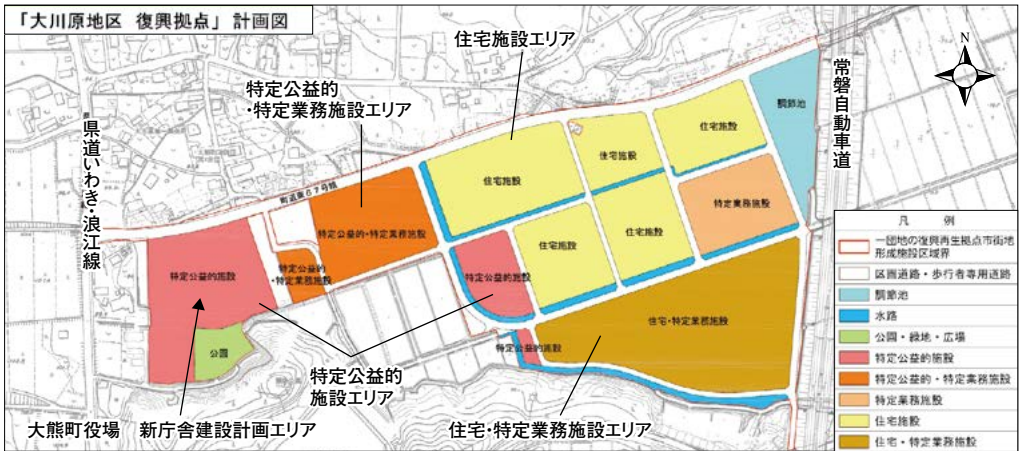 「大川原地区 復興拠点」計画図
住宅施設エリア
特定公益的
・特定業務施設エリア
N
常磐自動車道
県道いわき・浪江線
調節池
住宅施設
住宅施設
住宅施設
町道東67号線
特定業務施設
特定公益的・特定業務施設
住宅施設
住宅施設
特定公益的施設
特定公益的
・特定業務施設
特定公益的施設
住宅・特定業務施設
特定公益的施設
公園
特定公益的
施設エリア
大熊町役場 新庁舎建設計画エリア
住宅・特定業務施設エリア
凡 例
一団地の復興再生拠点市街地
形成施設区域界
区画道路・歩行者専用道路
調節池
水路
公園・緑地・広場
特定公益的施設
特定公益的・特定業務施設
特定業務施設
住宅施設
住宅・特定業務施設